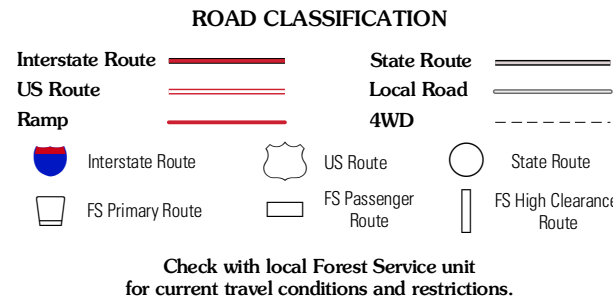 ROAD CLASSIFICATION
Interstate Route State Route
US Route Local Road
Ramp 4WD
Interstate Route US Route State Route
FS Primary Route FS Passenger Route FS High Clearance Route
Check with local Forest Service unit
for current travel conditions and restrictions.